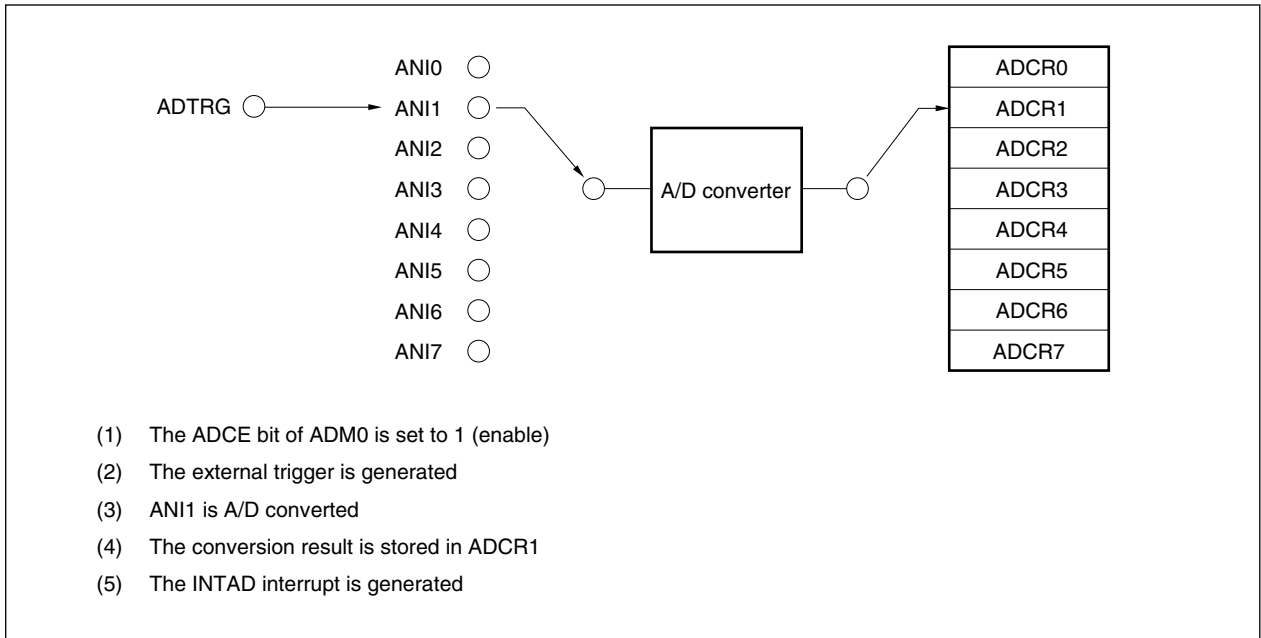 ANI0
ADTRG
ANI1
ANI2
ANI3
ANI4
ANI5
ANI6
ANI7
A/D converter
ADCR0
ADCR1
ADCR2
ADCR3
ADCR4
ADCR5
ADCR6
ADCR7
(1) The ADCE bit of ADM0 is set to 1 (enable)
(2) The external trigger is generated
(3) ANI1 is A/D converted
(4) The conversion result is stored in ADCR1
(5) The INTAD interrupt is generated